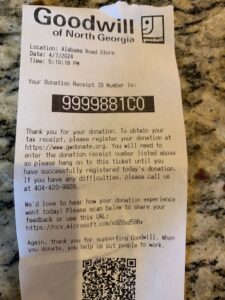 Goodwill
of North Georgia
goodwill
Location: Alabama Road Store
Date: 4/7/2024
Time: 5:10:18 PM
Your Donation Receipt ID Number is:
9999881C0
Thank you for your donation. To obtain your
tax receipt, please register your donation at
https://www.gwdonate.org. You will need to
enter the donation receipt number listed above
so please hang on to this ticket until you
have successfully registered today's donation.
If you have any difficulties, please call us
at 404-420-9929.
We'd love to hear how your donation experience
went today! Please scan below to share your
feedback or use this URL:
https://ncv.microsoft.com/
Again, thank you for supporting Goodwill. When
you donate, you help us put people to work.